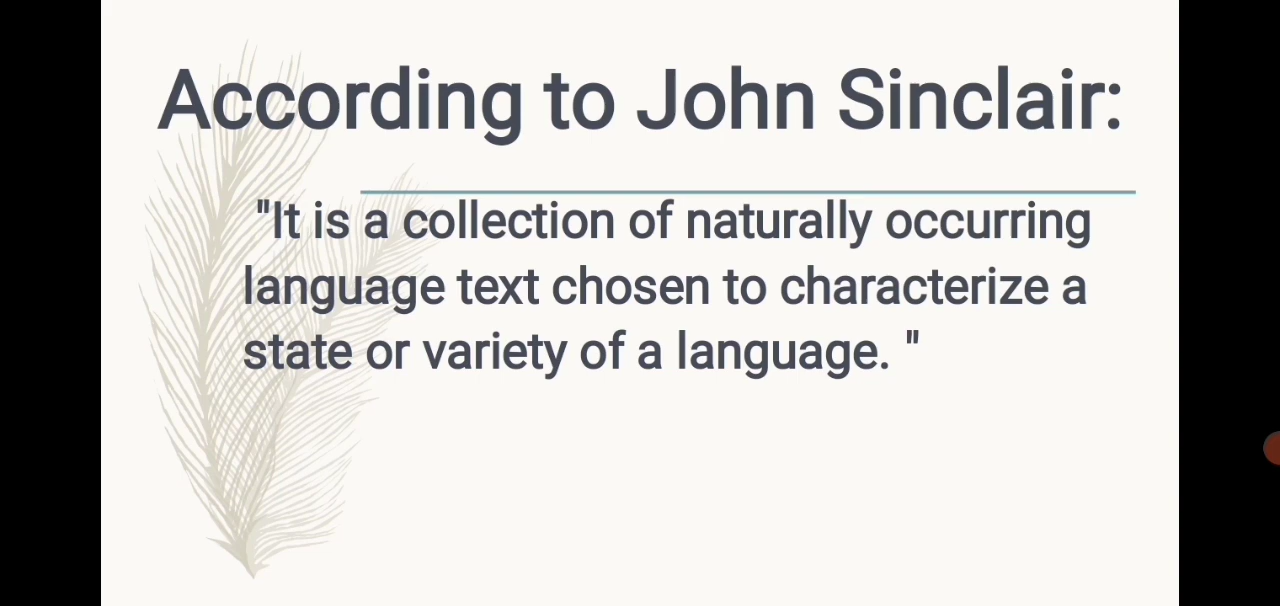 According to John Sinclair:
"It is a collection of naturally occurring
language text chosen to characterize a
state or variety of a language. "